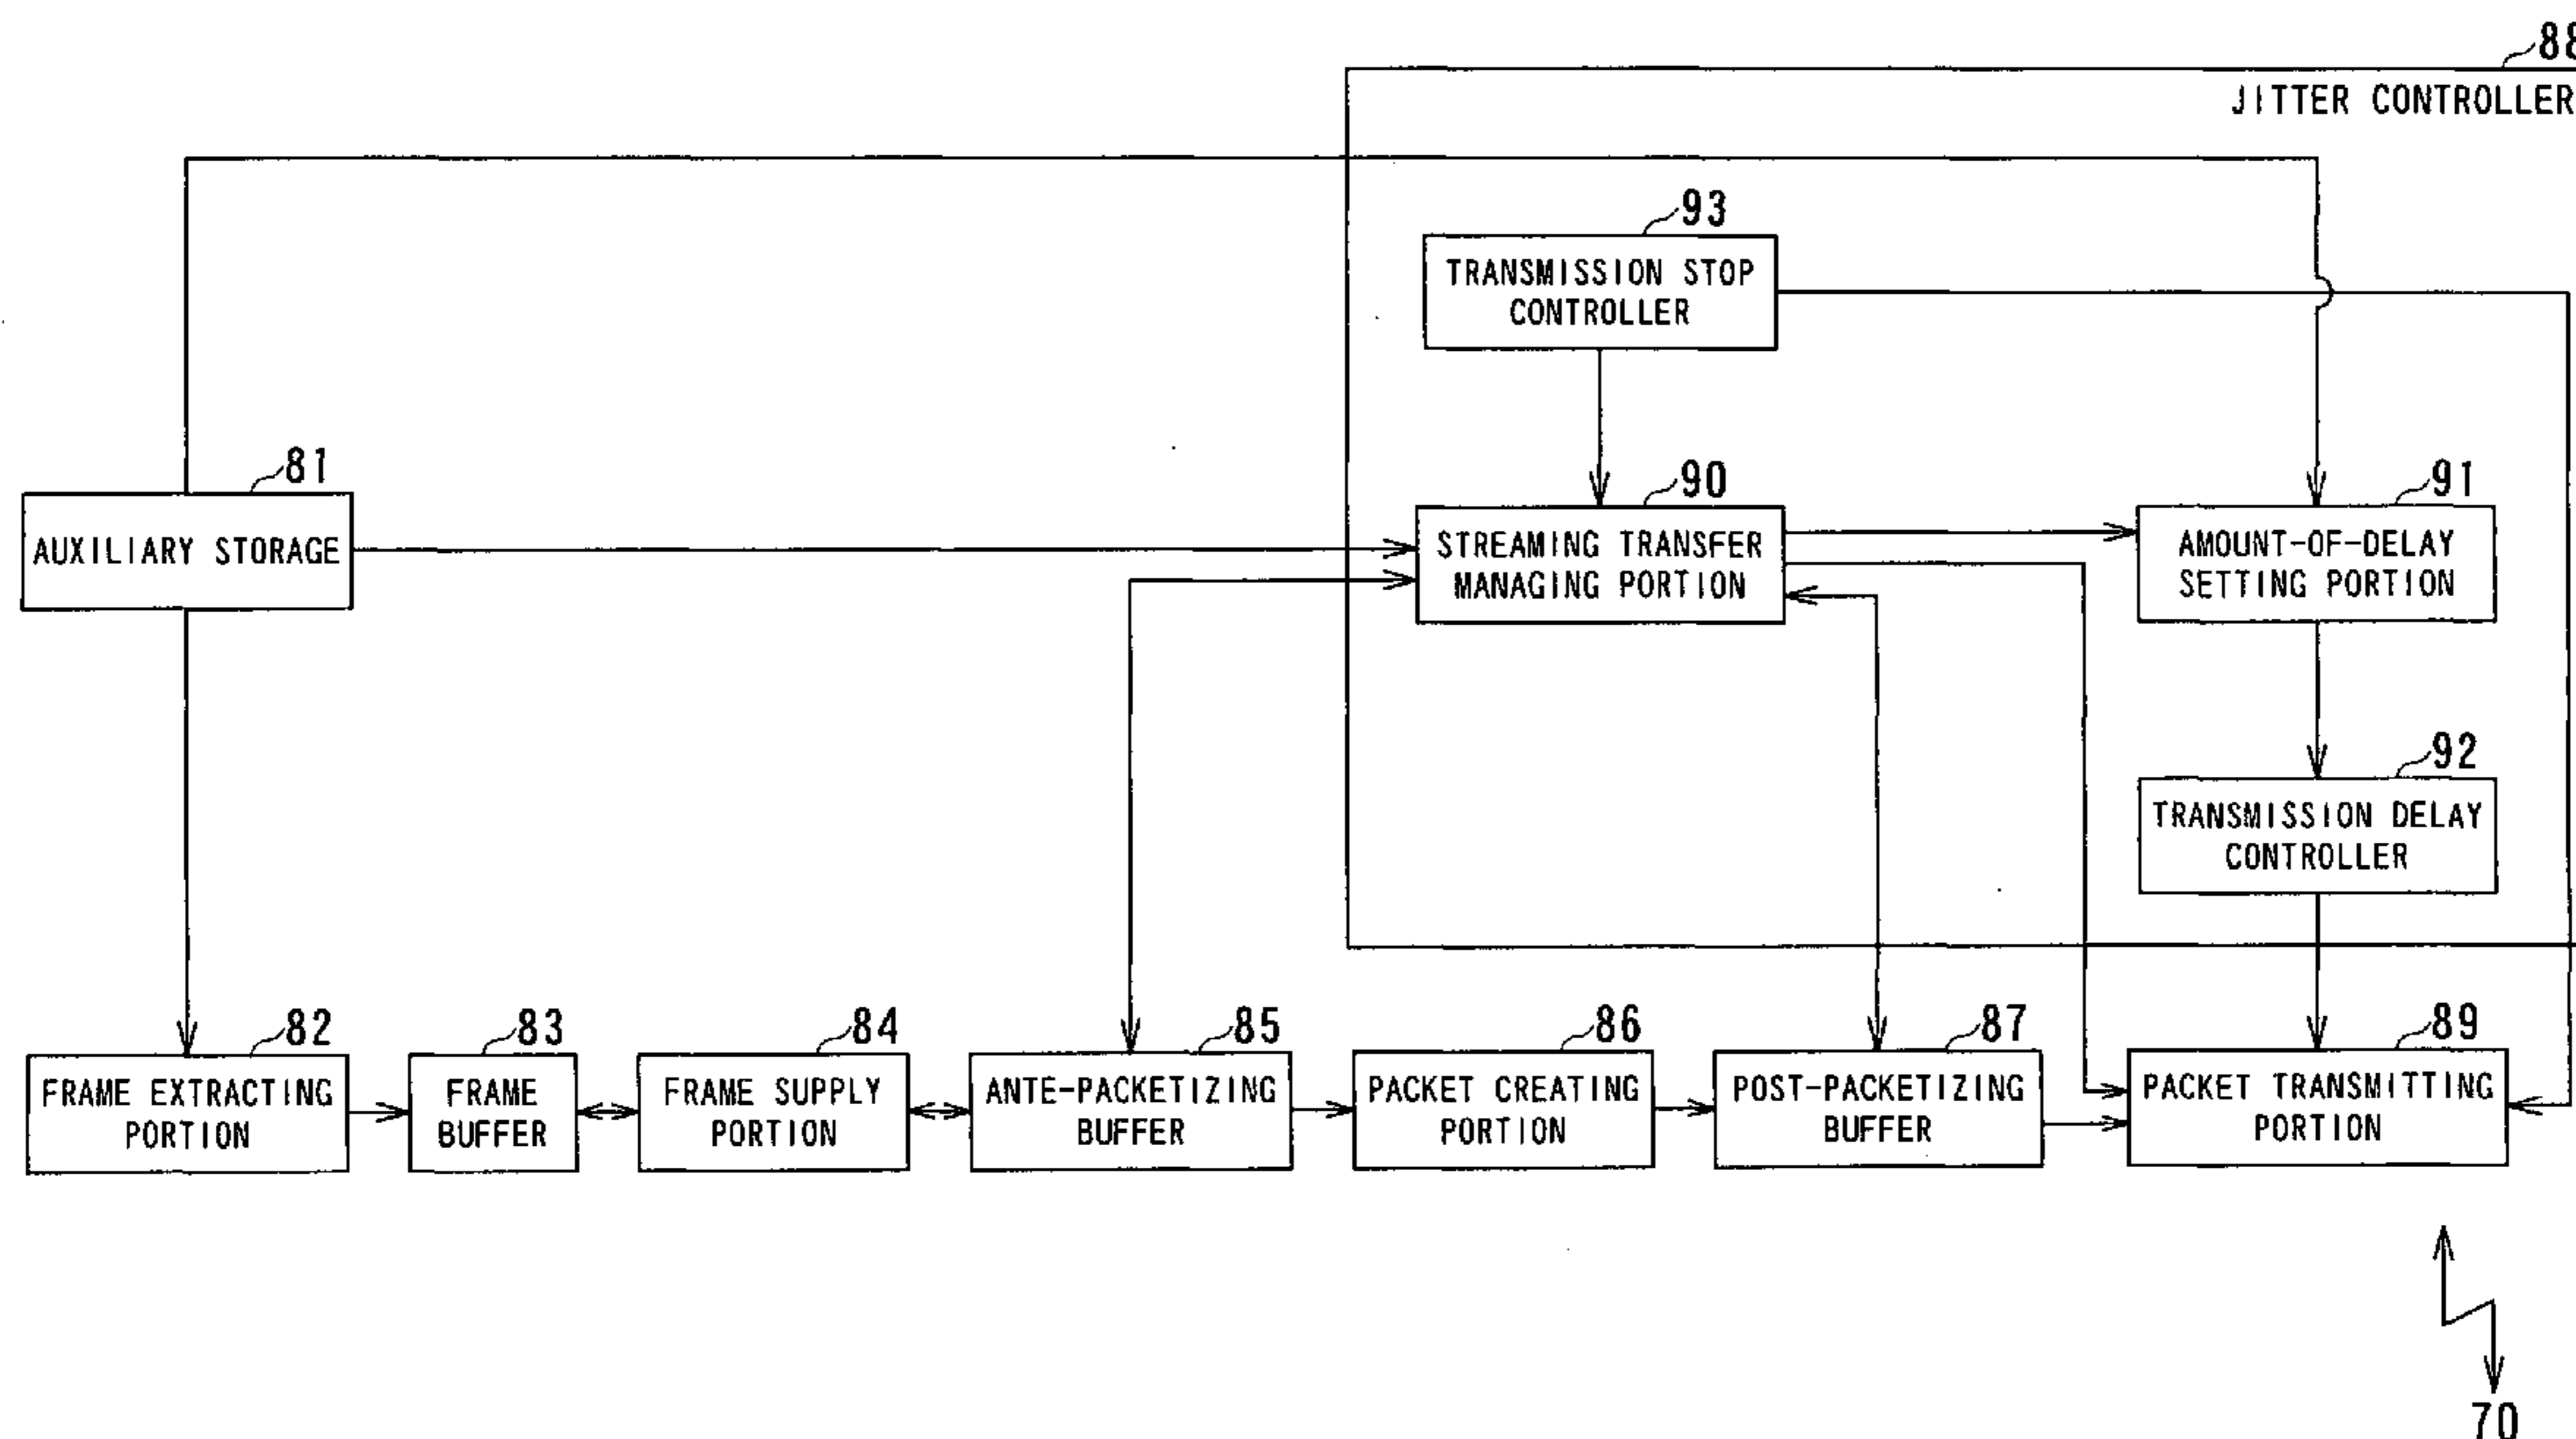 88
JITTER CONTROLLER
93
TRANSMISSION STOP
CONTROLLER
81
AUXILIARY STORAGE
90
STREAMING TRANSFER
MANAGING PORTION
91
AMOUNT-OF-DELAY
SETTING PORTION
92
TRANSMISSION DELAY
CONTROLLER
82
FRAME EXTRACTING
PORTION
83
FRAME
BUFFER
84
FRAME SUPPLY
PORTION
85
ANTE-PACKETIZING
BUFFER
86
PACKET CREATING
PORTION
87
POST-PACKETIZING
BUFFER
89
PACKET TRANSMITTING
PORTION
70